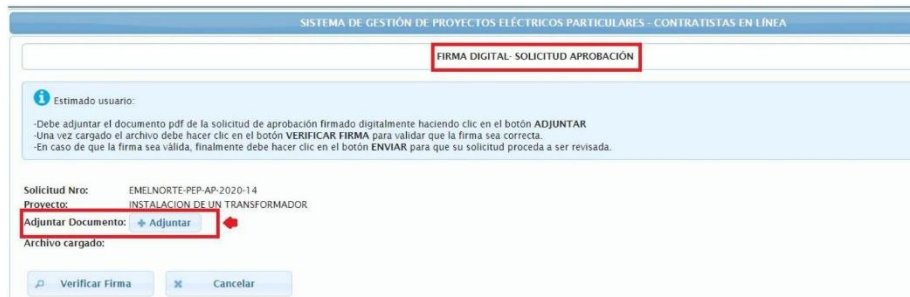 SISTEMA DE GESTIÓN DE PROYECTOS ELÉCTRICOS PARTICULARES - CONTRATISTAS EN LÍNEA
FIRMA DIGITAL- SOLICITUD APROBACIÓN
Estimado usuario:
-Debe adjuntar el documento pdf de la solicitud de aprobación firmado digitalmente haciendo clic en el botón ADJUNTAR
-Una vez cargado el archivo debe hacer clic en el botón VERIFICAR FIRMA para validar que la firma sea correcta.
-En caso de que la firma sea vàlida, finalmente debe hacer clic en el botón ENVIAR para que su solicitud proceda a ser revisada.
Solicitud Nro: EMELNORTE-PEP-AP-2020-14
Proyecto: INSTALACION DE UN TRANSFORMADOR
Adjuntar Documento: + Adjuntar
Archivo cargado:
Verificar Firma Cancelar